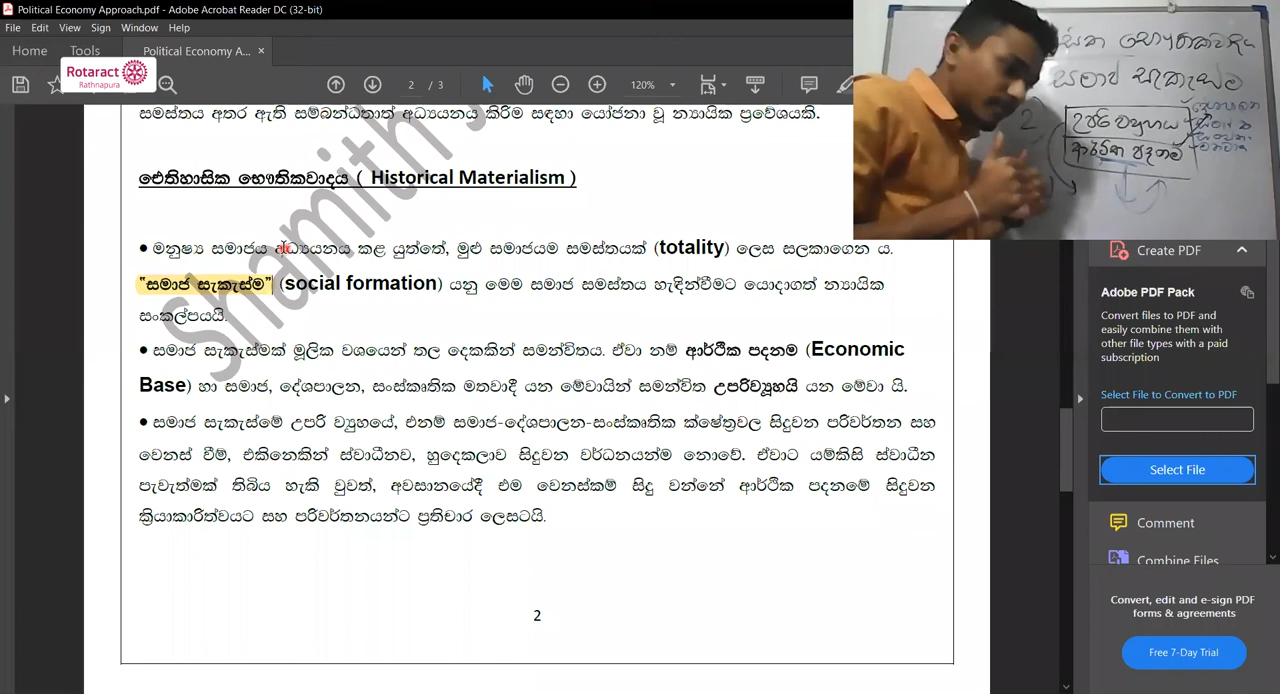 Political Economy Approach.pdf - Adobe Acrobat Reader DC (32-bit)
File Edit View Sign Window Help
Home Tools Political Economy A... ×
Rotaract
Rathnapura
2 / 3 120%
සමස්තය අතර ඇති සම්බන්ධතාත් අධ්‍යයනය කිරීම සඳහා යෝජනා වූ න්‍යායික ප්‍රවේශයකි.
ඓතිහාසික භෞතිකවාදය ( Historical Materialism )
• මනුෂ්‍ය සමාජය අධ්‍යයනය කළ යුත්තේ, මුළු සමාජයම සමස්තයක් (totality) ලෙස සලකාගෙන ය.
“සමාජ සැකැස්ම” (social formation) යනු මෙම සමාජ සමස්තය හැඳින්වීමට යොදාගත් න්‍යායික
සංකල්පයයි.
• සමාජ සැකැස්මක් මූලික වශයෙන් තල දෙකකින් සමන්විතය. ඒවා නම් ආර්ථික පදනම (Economic
Base) හා සමාජ, දේශපාලන, සංස්කෘතික මතවාදී යන මේවායින් සමන්විත උපරිව්‍යූහයි යන මේවා යි.
• සමාජ සැකැස්මේ උපරි ව්‍යුහයේ, එනම් සමාජ-දේශපාලන-සංස්කෘතික ක්ෂේත්‍රවල සිදුවන පරිවර්තන සහ
වෙනස් වීම්, එකිනෙකින් ස්වාධීනව, හුදෙකලාව සිදුවන වර්ධනයන්ම නොවේ. ඒවාට යම්කිසි ස්වාධීන
පැවැත්මක් තිබිය හැකි වුවත්, අවසානයේදී එම වෙනස්කම් සිදු වන්නේ ආර්ථික පදනමේ සිදුවන
ක්‍රියාකාරිත්වයට සහ පරිවර්තනයන්ට ප්‍රතිචාර ලෙසටයි.
2
Shamith
භෞතිකවාදය
සමාජ සැකැස්ම
2
උපරි ව්‍යුහය
ආර්ථික පදනම
Create PDF
Adobe PDF Pack
Convert files to PDF and
easily combine them with
other file types with a paid
subscription
Select File to Convert to PDF
Select File
Comment
Combine Files
Convert, edit and e-sign PDF
forms & agreements
Free 7-Day Trial